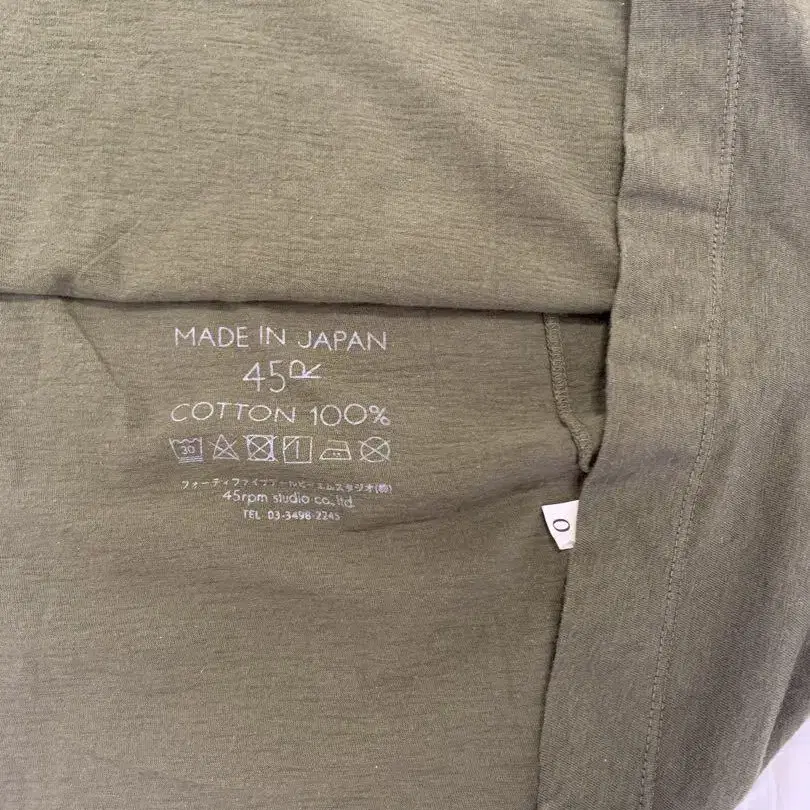 MADE IN JAPAN
45R
COTTON 100%
30
フォーティファイブアールピーエムスタジオ(株)
45rpm studio co.,ltd.
TEL 03-3498-2245
0